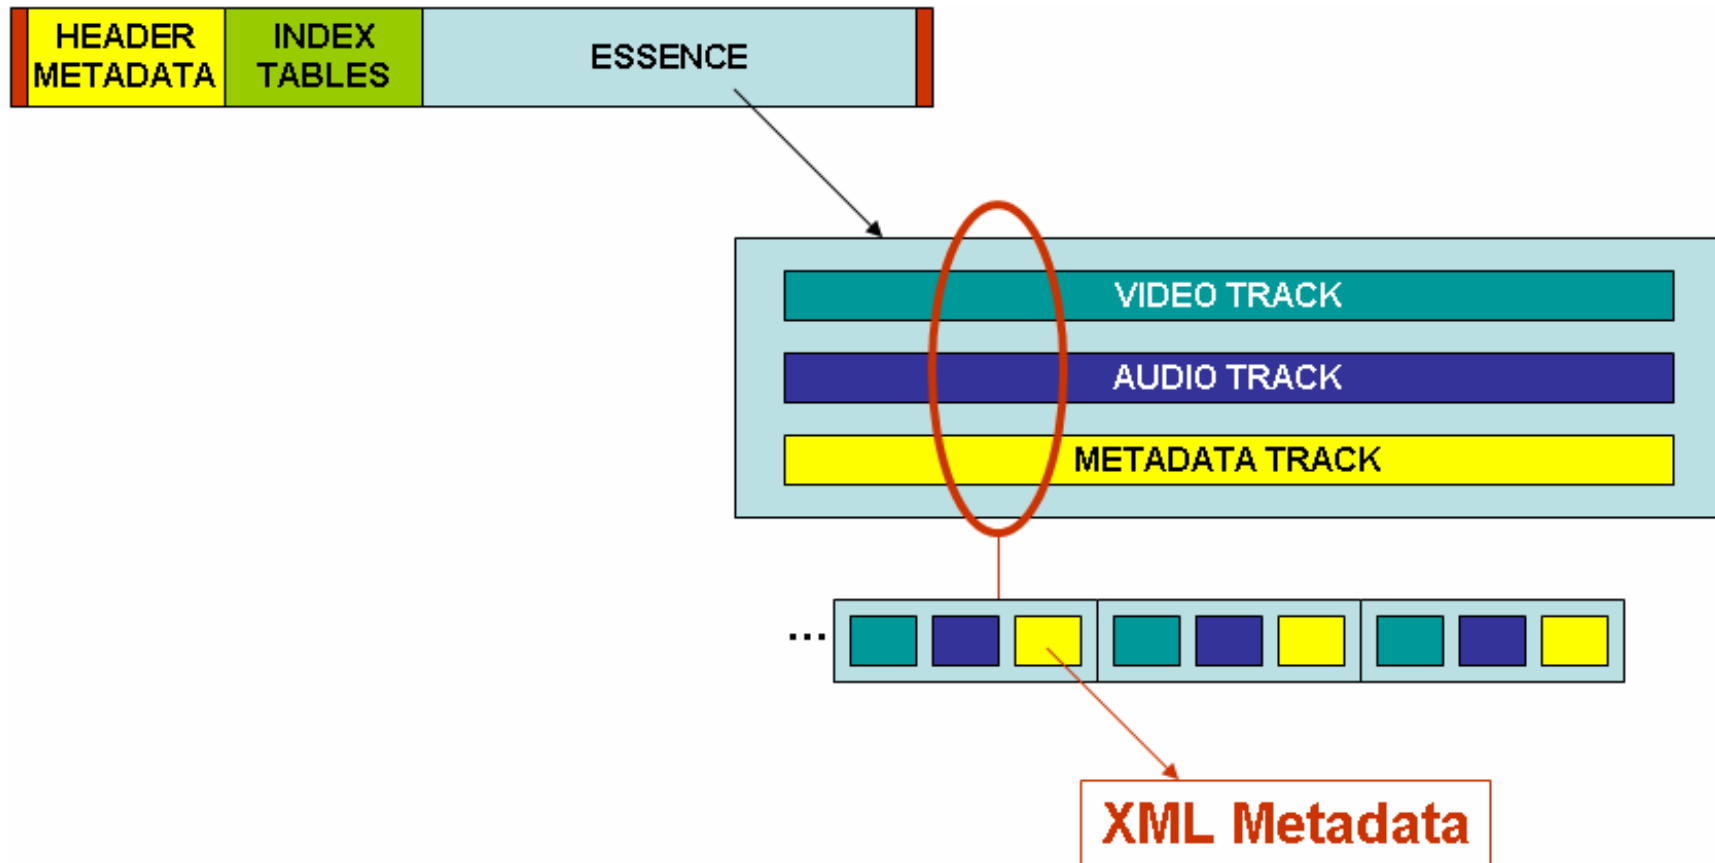 HEADER
METADATA
INDEX
TABLES
ESSENCE
VIDEO TRACK
AUDIO TRACK
METADATA TRACK
...
XML Metadata